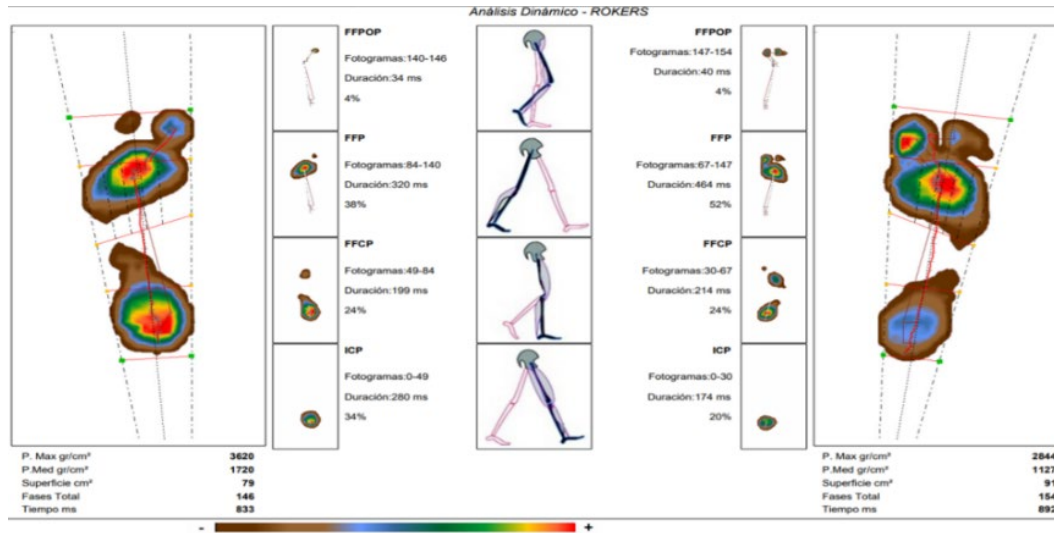 Análisis Dinámico - ROKERS
FFPOP
Fotogramas:140-146
Duración:34 ms
4%
FFP
Fotogramas:84-140
Duración:320 ms
38%
FFCP
Fotogramas:49-84
Duración:199 ms
24%
ICP
Fotogramas:0-49
Duración:280 ms
34%
FFPOP
Fotogramas:147-154
Duración:40 ms
4%
FFP
Fotogramas:67-147
Duración:464 ms
52%
FFCP
Fotogramas:30-67
Duración:214 ms
24%
ICP
Fotogramas:0-30
Duración:174 ms
20%
P. Max gr/cm² 3620
P.Med gr/cm² 1720
Superficie cm² 79
Fases Total 146
Tiempo ms 833
P. Max gr/cm² 2844
P.Med gr/cm² 1127
Superficie cm² 91
Fases Total 154
Tiempo ms 892
- +